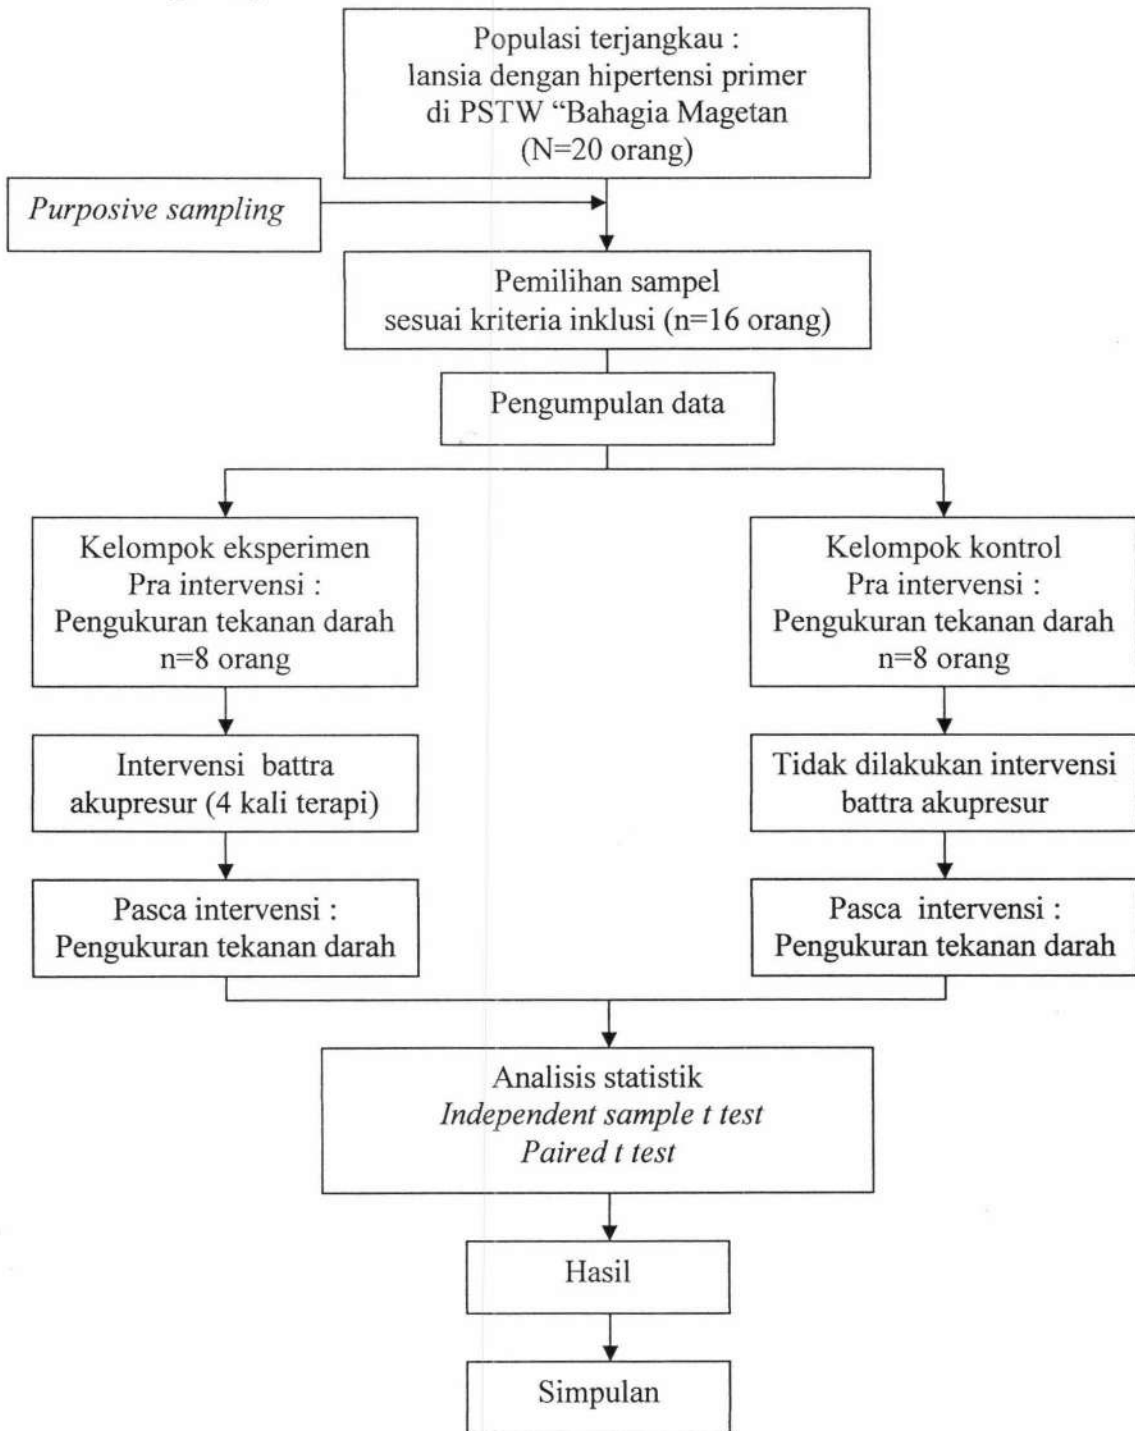 Populasi terjangkau :
lansia dengan hipertensi primer
di PSTW “Bahagia Magetan
(N=20 orang)
Purposive sampling
Pemilihan sampel
sesuai kriteria inklusi (n=16 orang)
Pengumpulan data
Kelompok eksperimen
Pra intervensi :
Pengukuran tekanan darah
n=8 orang
Kelompok kontrol
Pra intervensi :
Pengukuran tekanan darah
n=8 orang
Intervensi battra
akupresur (4 kali terapi)
Tidak dilakukan intervensi
battra akupresur
Pasca intervensi :
Pengukuran tekanan darah
Pasca intervensi :
Pengukuran tekanan darah
Analisis statistik
Independent sample t test
Paired t test
Hasil
Simpulan